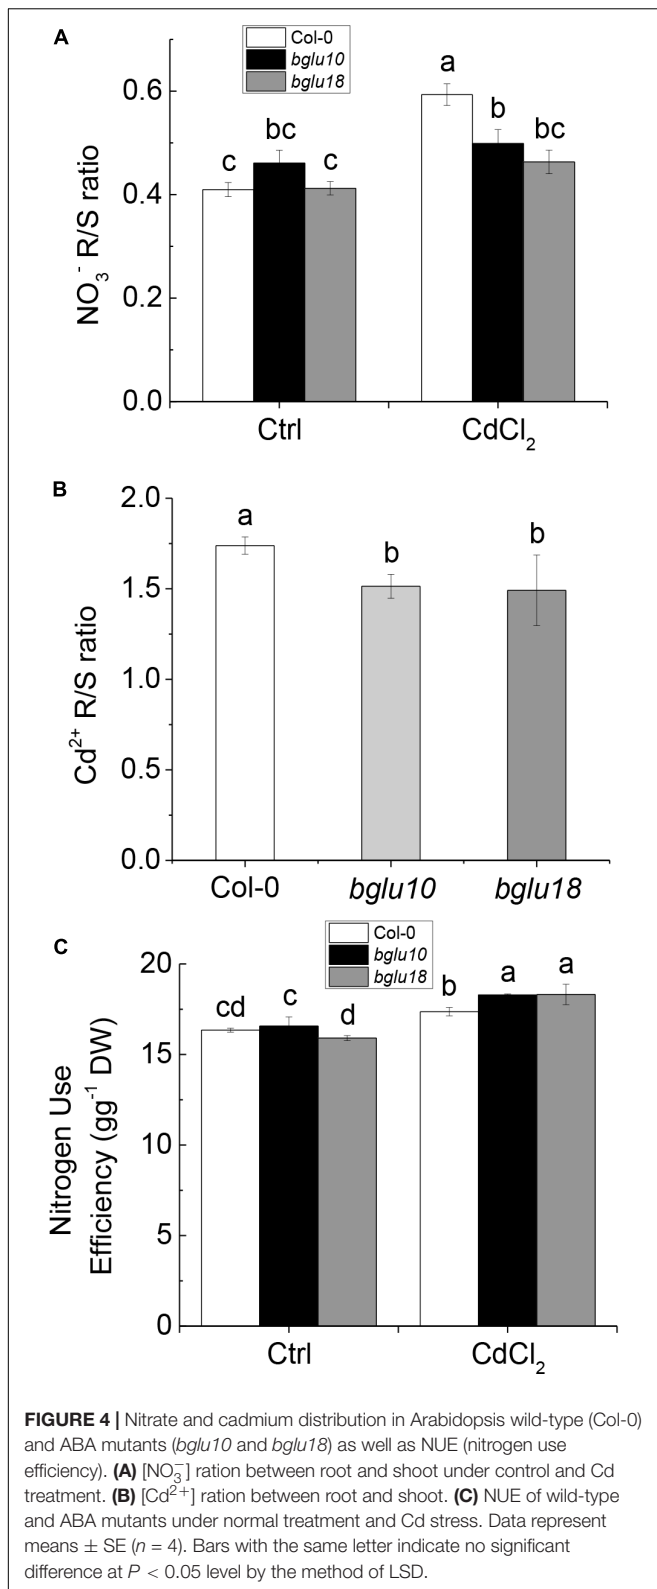 A
Col-0
bglu10
bglu18
NO₃⁻ R/S ratio
0.6
0.4
0.2
0.0
c
bc
c
a
b
bc
Ctrl
CdCl₂
B
Cd²⁺ R/S ratio
2.0
1.5
1.0
0.5
0.0
a
b
b
Col-0
bglu10
bglu18
C
Col-0
bglu10
bglu18
Nitrogen Use
Efficiency (gg⁻¹ DW)
20
15
10
5
0
cd
c
d
b
a
a
Ctrl
CdCl₂
FIGURE 4 | Nitrate and cadmium distribution in Arabidopsis wild-type (Col-0)
and ABA mutants (bglu10 and bglu18) as well as NUE (nitrogen use
efficiency). (A) [NO₃⁻] ration between root and shoot under control and Cd
treatment. (B) [Cd²⁺] ration between root and shoot. (C) NUE of wild-type
and ABA mutants under normal treatment and Cd stress. Data represent
means ± SE (n = 4). Bars with the same letter indicate no significant
difference at P < 0.05 level by the method of LSD.